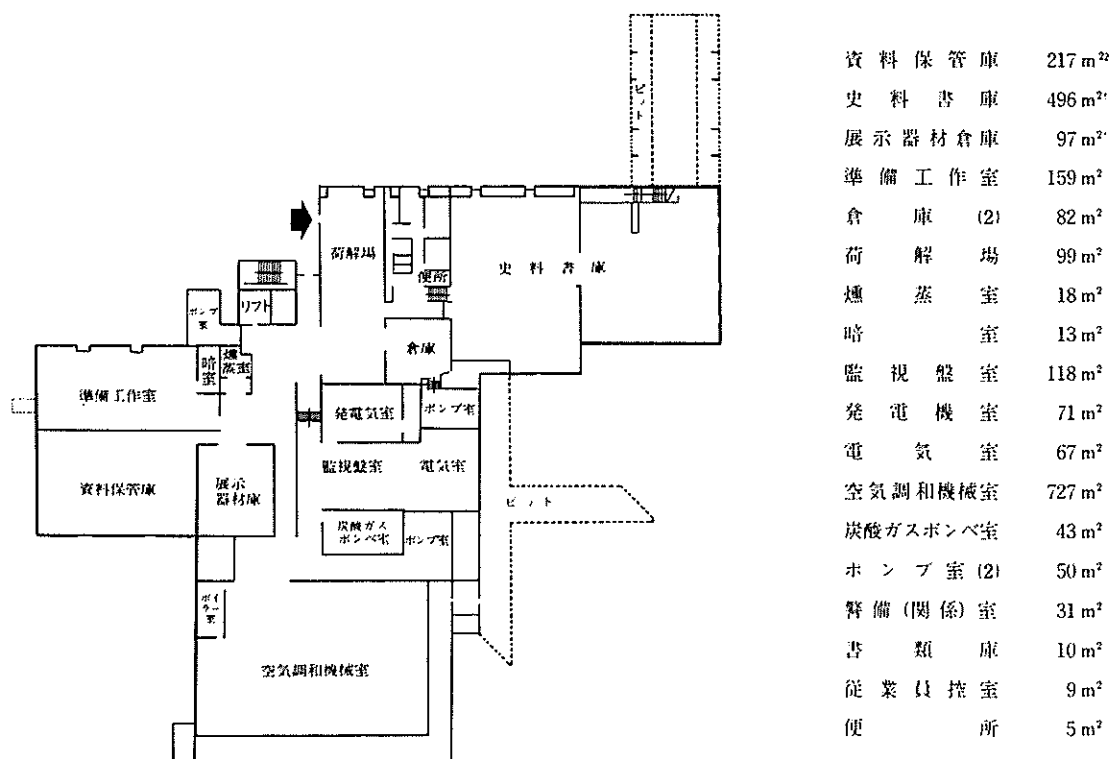 ピット
荷解場
便所
史料書庫
リフト
ポンプ
室
暗室
燻
蒸室
倉庫
準備工作室
発電気室
ポンプ室
資料保管庫
展示
器材庫
監視盤室
電気室
ピット
炭酸ガス
ボンベ室
ポンプ室
ボイ
ラー
室
空気調和機械室
資料保管庫 217m²
史料書庫 496m²
展示器材倉庫 97m²
準備工作室 159m²
倉庫(2) 82m²
荷解場 99m²
燻蒸室 18m²
暗室 13m²
監視盤室 118m²
発電機室 71m²
電気室 67m²
空気調和機械室 727m²
炭酸ガスボンベ室 43m²
ポンプ室(2) 50m²
警備(関係)室 31m²
書類庫 10m²
従業員控室 9m²
便所 5m²